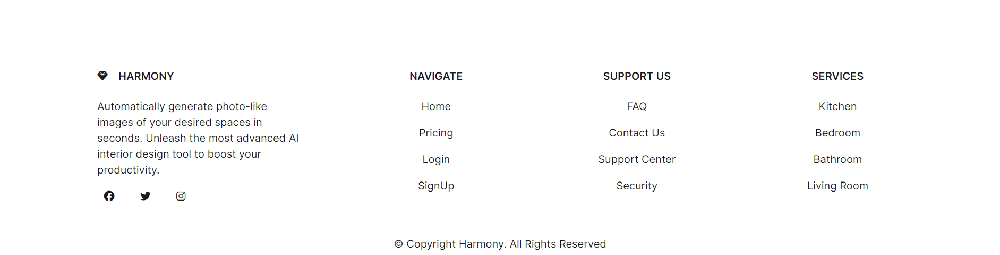 HARMONY
Automatically generate photo-like
images of your desired spaces in
seconds. Unleash the most advanced AI
interior design tool to boost your
productivity.
NAVIGATE
Home
Pricing
Login
SignUp
SUPPORT US
FAQ
Contact Us
Support Center
Security
SERVICES
Kitchen
Bedroom
Bathroom
Living Room
© Copyright Harmony. All Rights Reserved